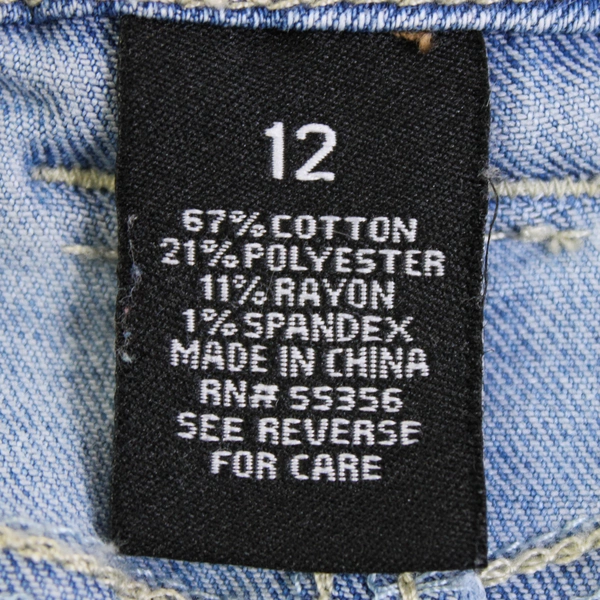 12
67% COTTON
21% POLYESTER
11% RAYON
1% SPANDEX
MADE IN CHINA
RN# 55356
SEE REVERSE
FOR CARE